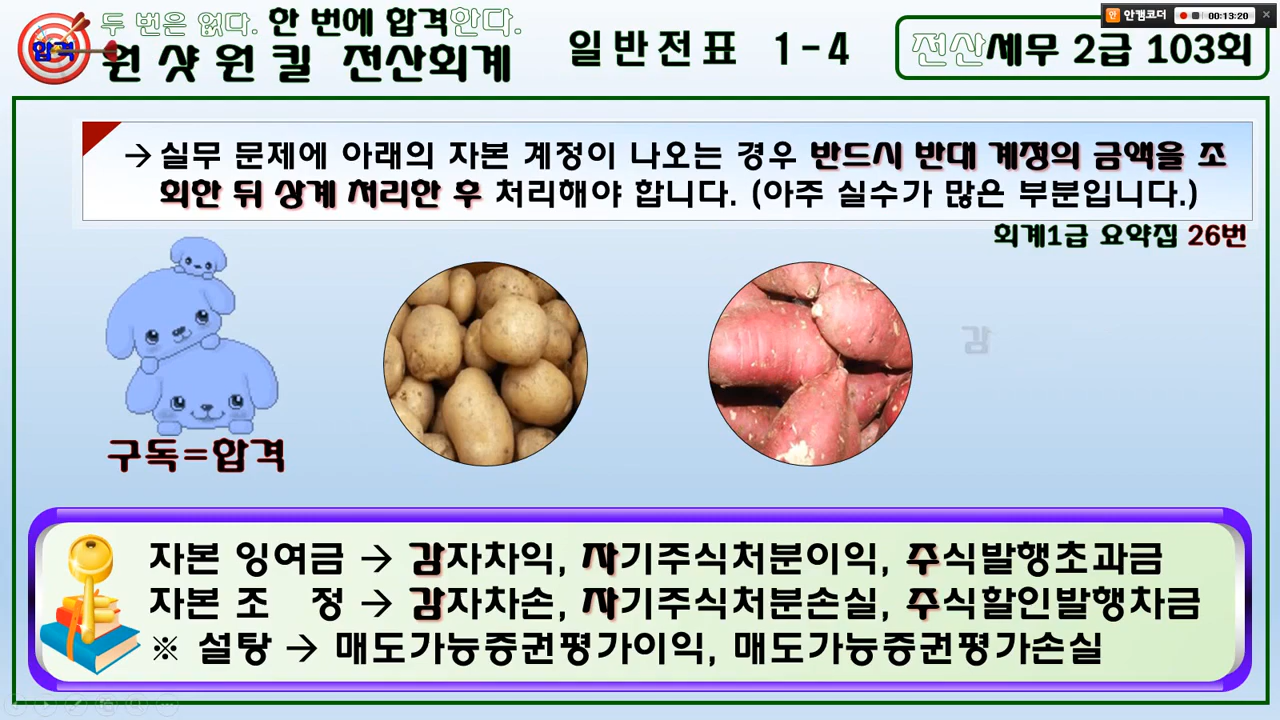 두 번은 없다. 한 번에 합격한다.
합격
원 샷 원 킬 전산회계
일반전표 1-4
안캠코더
00:13:20
전산세무 2급 103회
→ 실무 문제에 아래의 자본 계정이 나오는 경우 반드시 반대 계정의 금액을 조
회한 뒤 상계 처리한 후 처리해야 합니다. (아주 실수가 많은 부분입니다.)
회계1급 요약집 26번
감
구독=합격
자본 잉여금 → 감자차익, 자기주식처분이익, 주식발행초과금
자본 조 정 → 감자차손, 자기주식처분손실, 주식할인발행차금
※ 설탕 → 매도가능증권평가이익, 매도가능증권평가손실